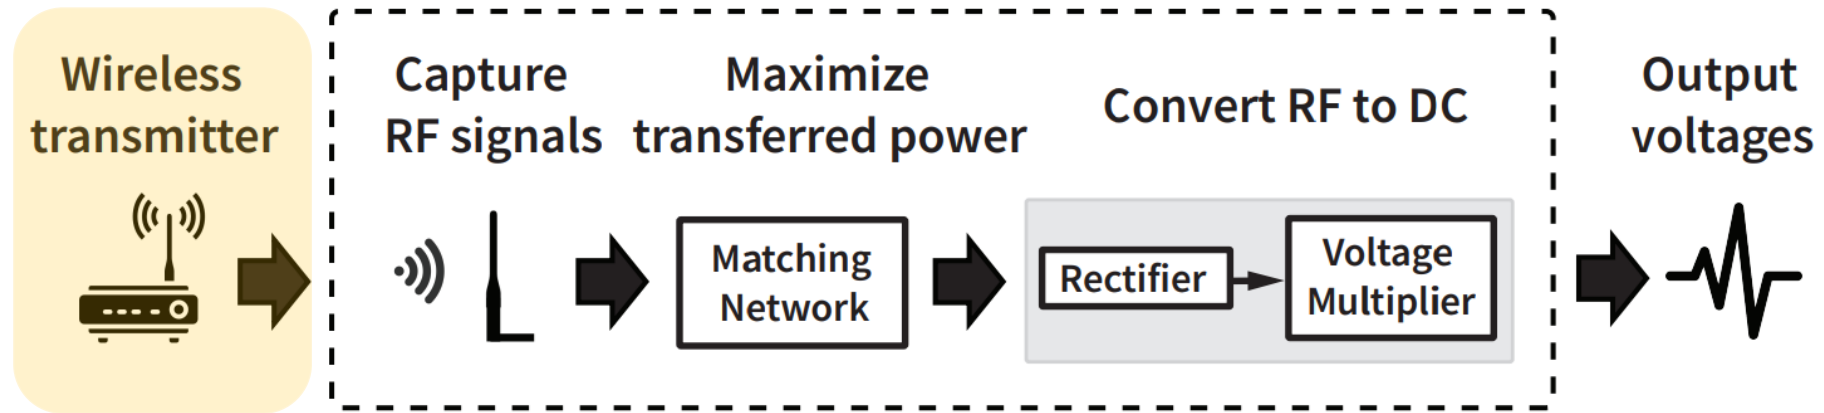 Wireless
transmitter
Capture
RF signals
Maximize
transferred power
Convert RF to DC
Output
voltages
Matching
Network
Rectifier
Voltage
Multiplier